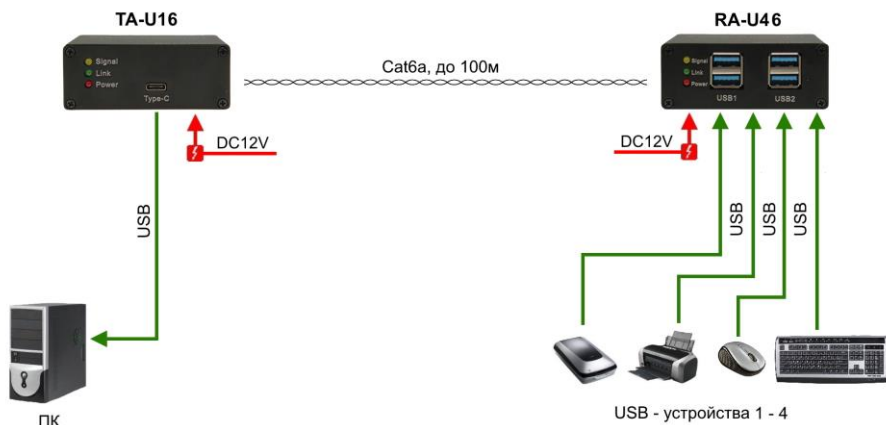 TA-U16
RA-U46
Signal
Link
Power
Type-C
Cat6a, до 100м
Signal
Link
Power
USB1
USB2
DC12V
DC12V
USB
USB
USB
USB
ПК
USB - устройства 1 - 4